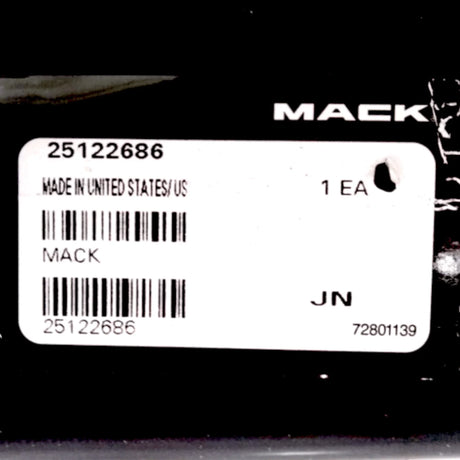 MACK
25122686
MADE IN UNITED STATES/US
1 EA
MACK
JN
25122686
72801139